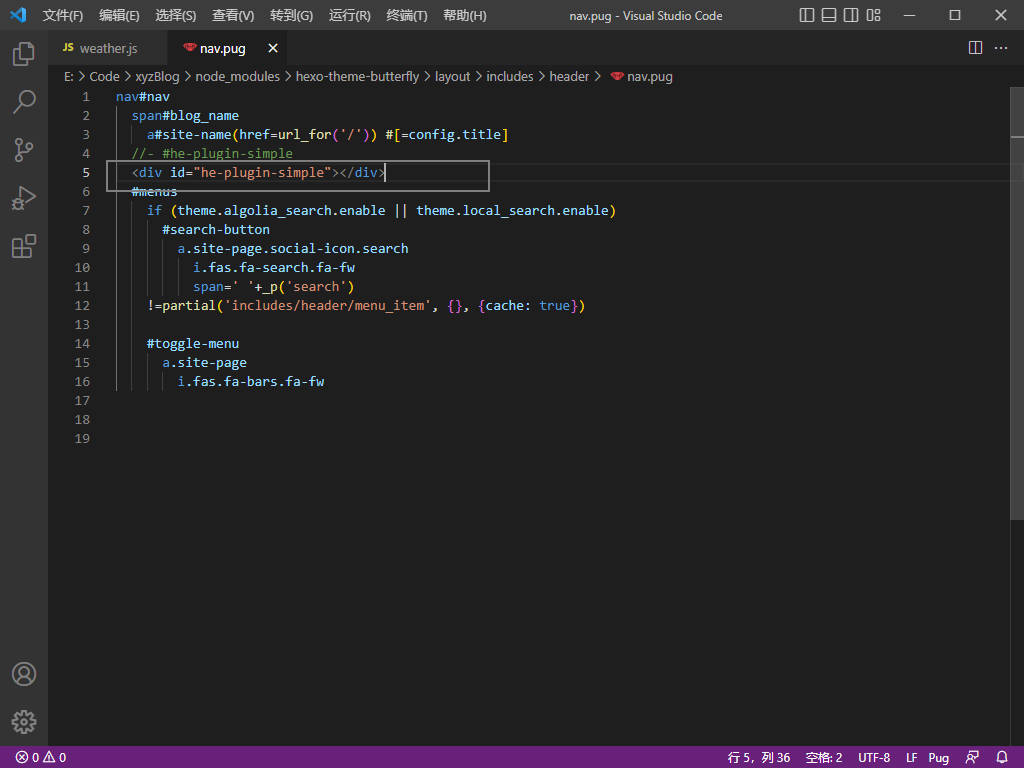 文件(F) 编辑(E) 选择(S) 查看(V) 转到(G) 运行(R) 终端(T) 帮助(H) nav.pug - Visual Studio Code
JS weather.js nav.pug
E: > Code > xyzBlog > node_modules > hexo-theme-butterfly > layout > includes > header > nav.pug
1 nav#nav
2 span#blog_name
3 a#site-name(href=url_for('/')) #[=config.title]
4 //- #he-plugin-simple
5 <div id="he-plugin-simple"></div>
6 #menus
7 if (theme.algolia_search.enable || theme.local_search.enable)
8 #search-button
9 a.site-page.social-icon.search
10 i.fas.fa-search.fa-fw
11 span=' '+_p('search')
12 !=partial('includes/header/menu_item', {}, {cache: true})
13
14 #toggle-menu
15 a.site-page
16 i.fas.fa-bars.fa-fw
17
18
19
0 0 行 5，列 36 空格: 2 UTF-8 LF Pug